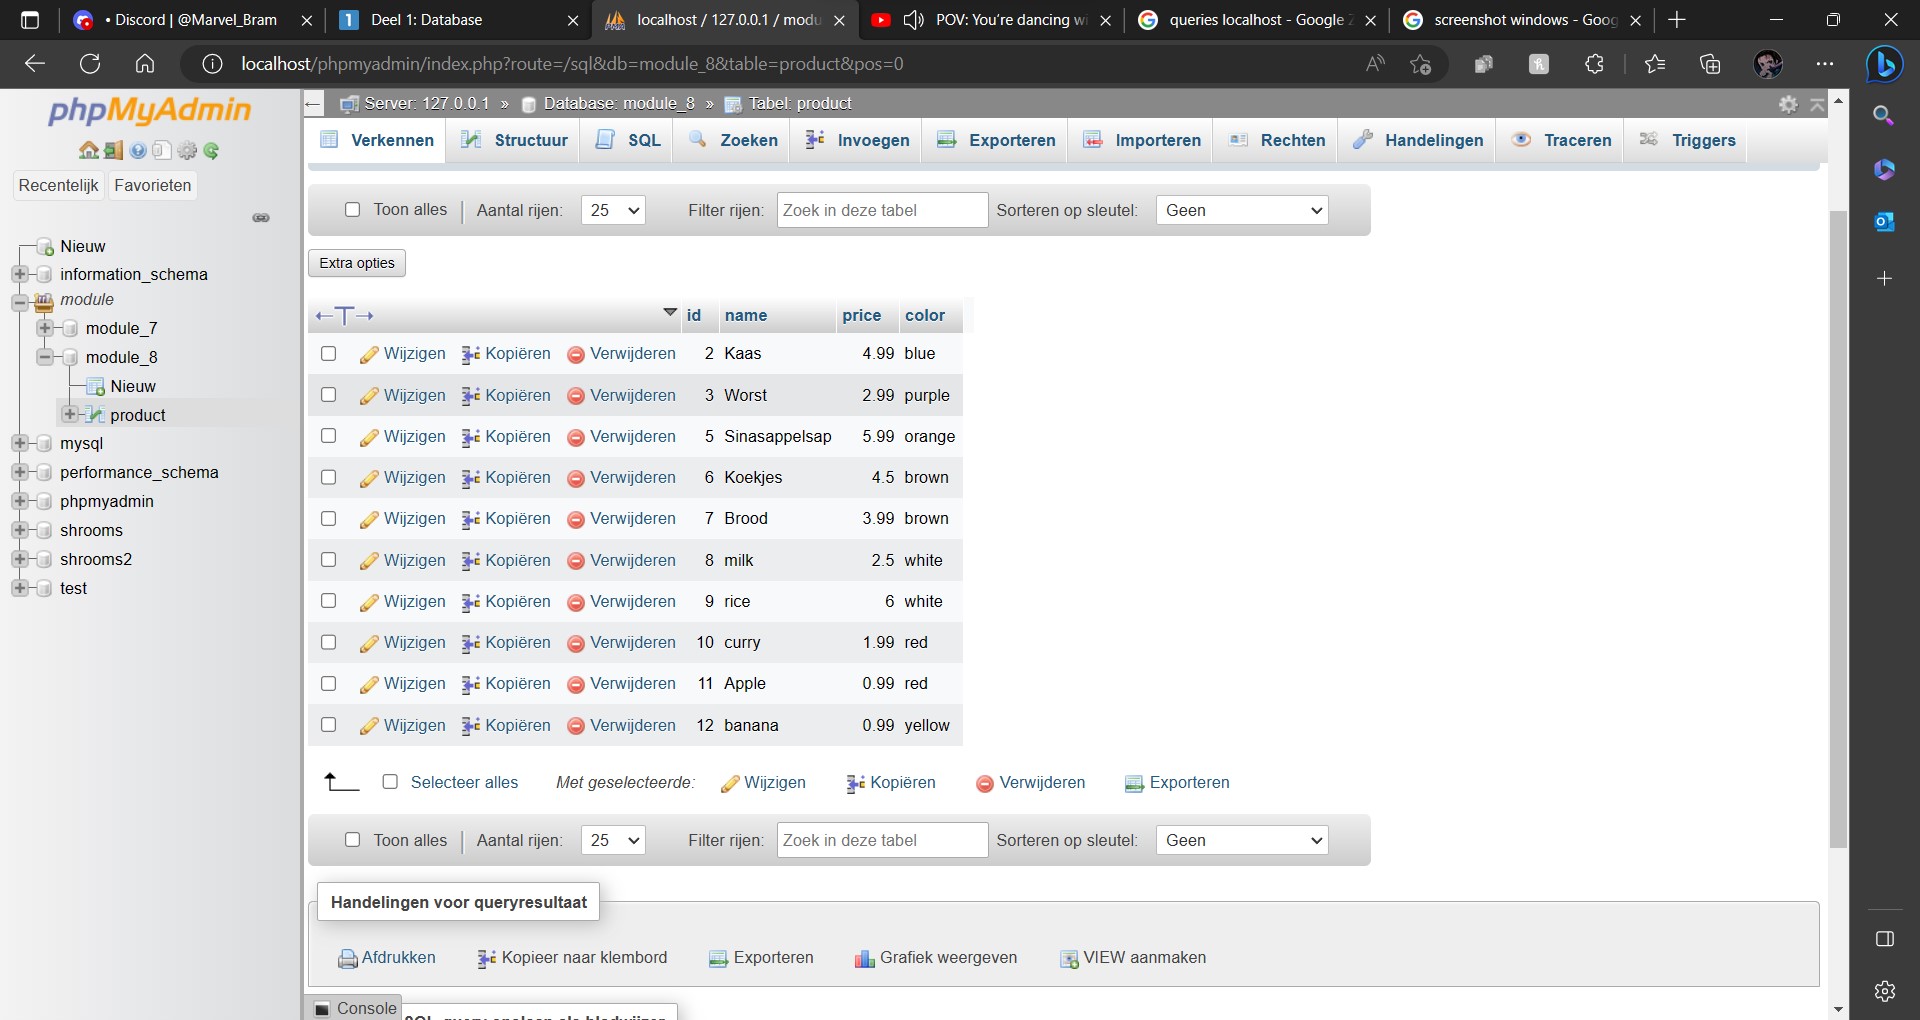 • Discord | @Marvel_Bram
Deel 1: Database
localhost / 127.0.0.1 / modu
POV: You're dancing wi
queries localhost - Google Z
screenshot windows - Goog
localhost/phpmyadmin/index.php?route=/sql&db=module_8&table=product&pos=0
phpMyAdmin
Recentelijk Favorieten
Nieuw
information_schema
module
module_7
module_8
Nieuw
product
mysql
performance_schema
phpmyadmin
shrooms
shrooms2
test
Server: 127.0.0.1 » Database: module_8 » Tabel: product
Verkennen Structuur SQL Zoeken Invoegen Exporteren Importeren Rechten Handelingen Traceren Triggers
Toon alles Aantal rijen: 25 Filter rijen: Zoek in deze tabel Sorteren op sleutel: Geen
Extra opties
id name price color
Wijzigen Kopiëren Verwijderen 2 Kaas 4.99 blue
Wijzigen Kopiëren Verwijderen 3 Worst 2.99 purple
Wijzigen Kopiëren Verwijderen 5 Sinasappelsap 5.99 orange
Wijzigen Kopiëren Verwijderen 6 Koekjes 4.5 brown
Wijzigen Kopiëren Verwijderen 7 Brood 3.99 brown
Wijzigen Kopiëren Verwijderen 8 milk 2.5 white
Wijzigen Kopiëren Verwijderen 9 rice 6 white
Wijzigen Kopiëren Verwijderen 10 curry 1.99 red
Wijzigen Kopiëren Verwijderen 11 Apple 0.99 red
Wijzigen Kopiëren Verwijderen 12 banana 0.99 yellow
Selecteer alles Met geselecteerde: Wijzigen Kopiëren Verwijderen Exporteren
Toon alles Aantal rijen: 25 Filter rijen: Zoek in deze tabel Sorteren op sleutel: Geen
Handelingen voor queryresultaat
Afdrukken Kopieer naar klembord Exporteren Grafiek weergeven VIEW aanmaken
Console